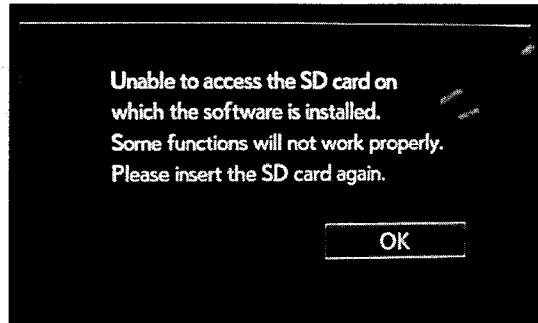 Unable to access the SD card on
which the software is installed.
Some functions will not work properly.
Please insert the SD card again.
OK